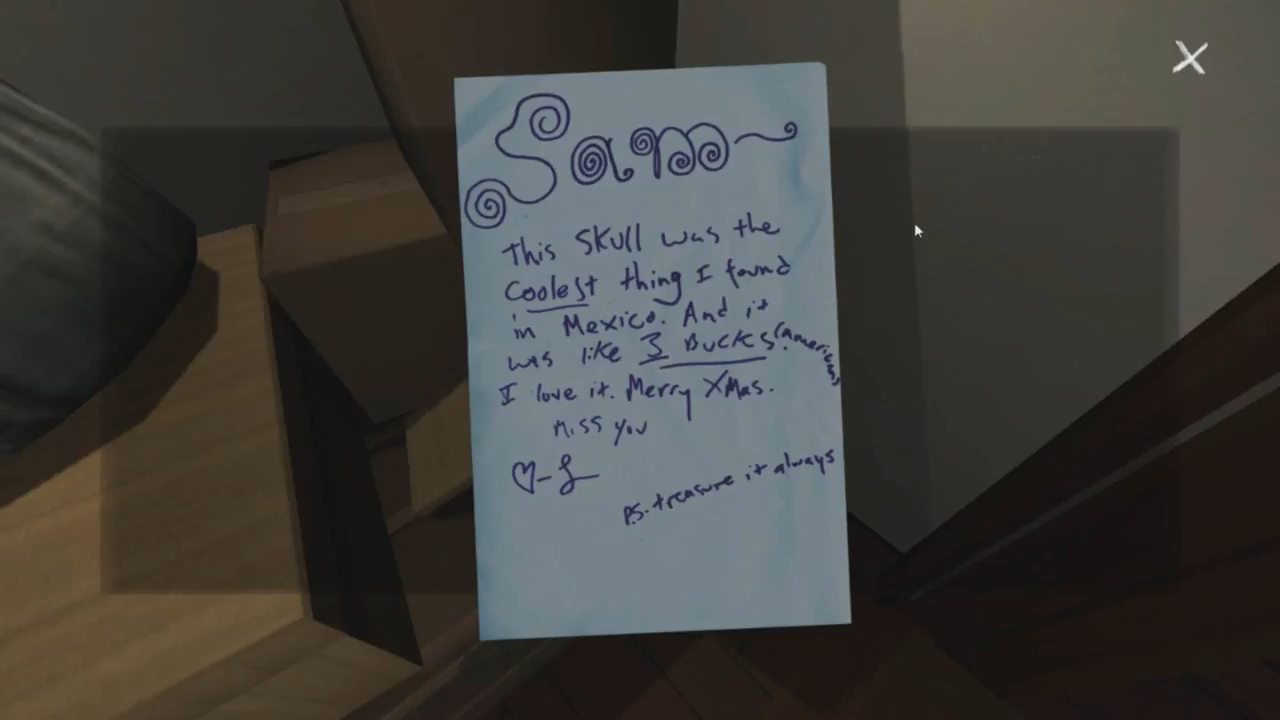 Sam
This SKull was the
Coolest thing I found
in Mexico. And it
was like 3 BucKs! (american)
I love it. Merry XMas.
miss you
♡-L
P.S. treasure it always